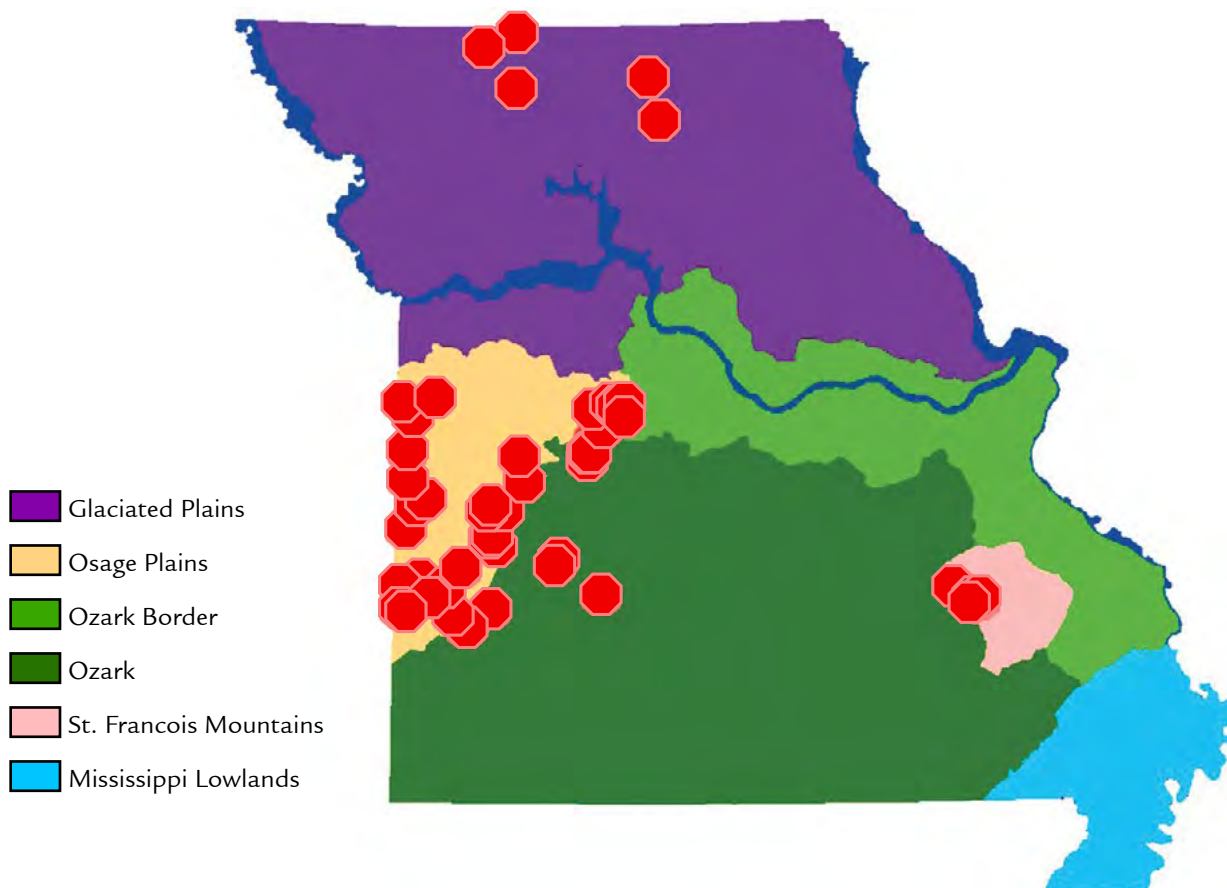 Glaciated Plains
Osage Plains
Ozark Border
Ozark
St. Francois Mountains
Mississippi Lowlands